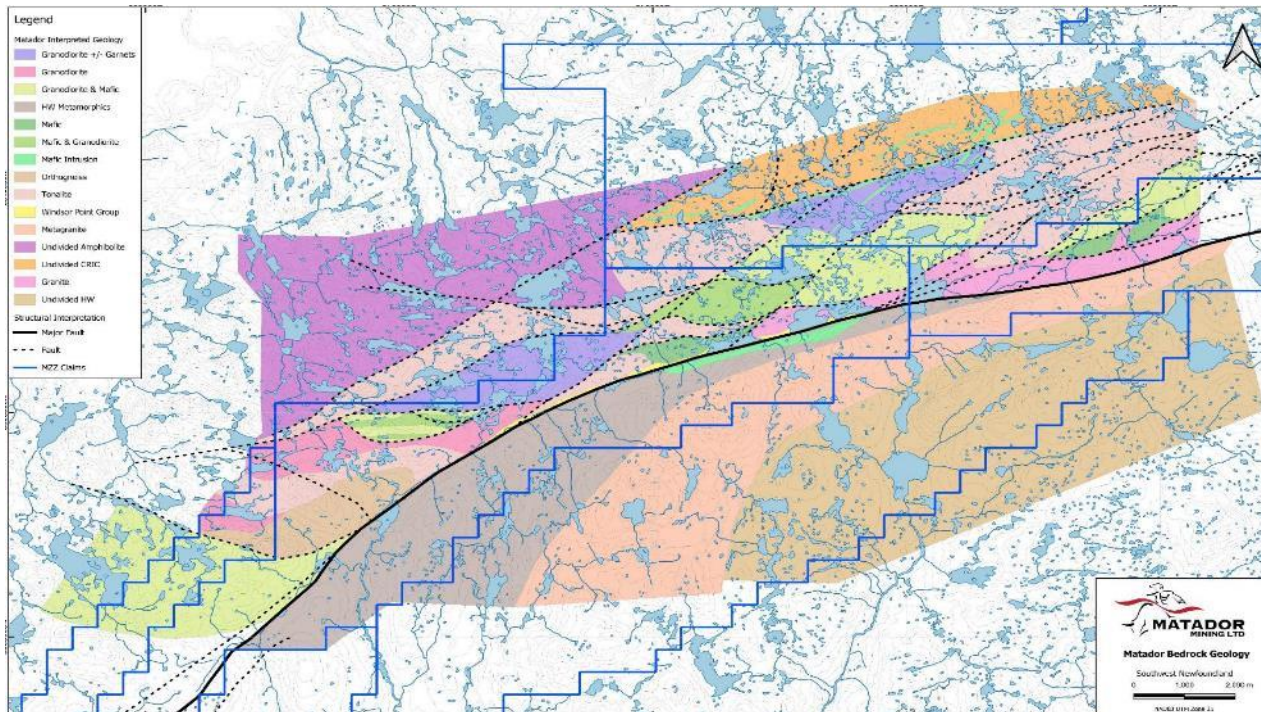 Legend
Matador Interpreted Geology
Granodiorite +/- Garnets
Granodiorite
Granodiorite & Mafic
HW Metamorphics
Mafic
Mafic & Granodiorite
Mafic Intrusion
Orthogneiss
Tonalite
Windsor Point Group
Metagranite
Undivided Amphibolite
Undivided CRIC
Granite
Undivided HW
Structural Interpretation
Major Fault
Fault
MZZ Claims
MATADOR
MINING LTD
Matador Bedrock Geology
Southwest Newfoundland
0 1,000 2,000 m